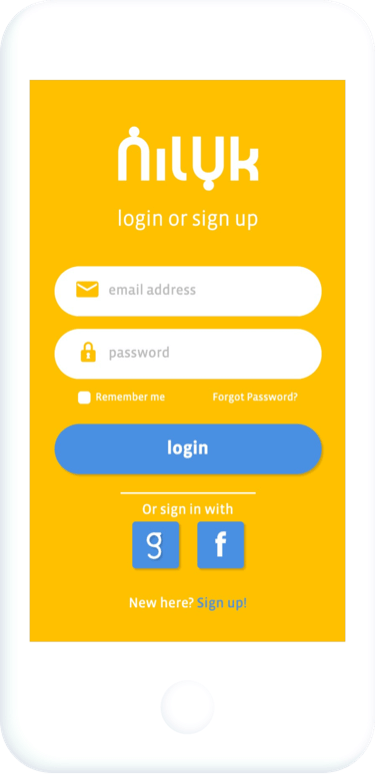 nilyk
login or sign up
email address
password
Remember me Forgot Password?
login
Or sign in with
g f
New here? Sign up!